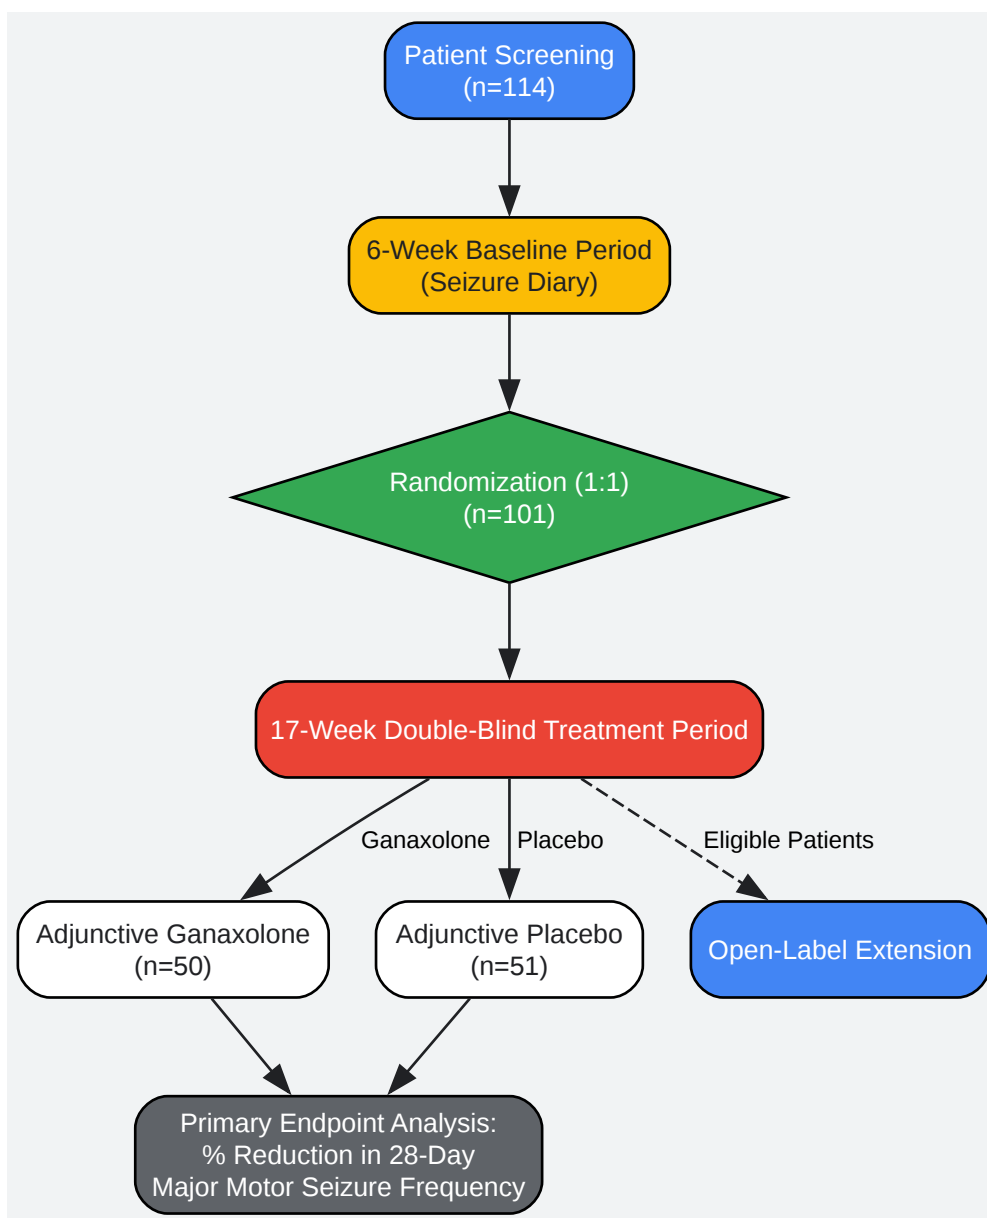 Patient Screening
(n=114)
6-Week Baseline Period
(Seizure Diary)
Randomization (1:1)
(n=101)
17-Week Double-Blind Treatment Period
Ganaxolone
Placebo
Eligible Patients
Adjunctive Ganaxolone
(n=50)
Adjunctive Placebo
(n=51)
Open-Label Extension
Primary Endpoint Analysis:
% Reduction in 28-Day
Major Motor Seizure Frequency